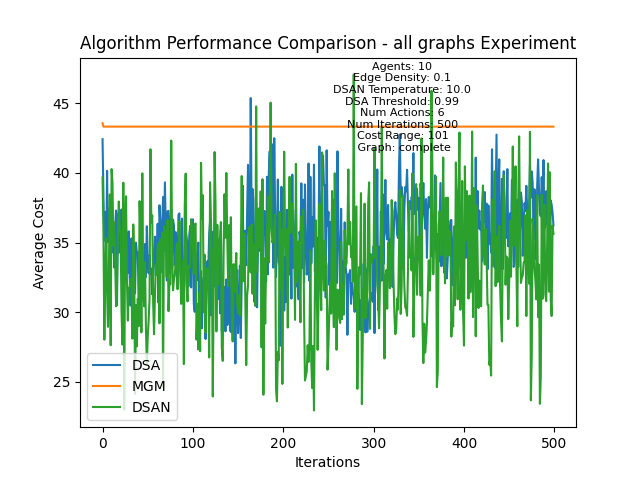 Algorithm Performance Comparison - all graphs Experiment
Agents: 10
Edge Density: 0.1
DSAN Temperature: 10.0
DSA Threshold: 0.99
Num Actions: 6
Num Iterations: 500
Cost Range: 101
Graph: complete
Average Cost
45
40
35
30
25
DSA
MGM
DSAN
0
100
200
300
400
500
Iterations